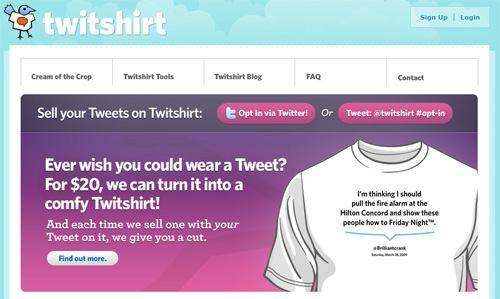 twitshirt
Sign Up | Login
Cream of the Crop
Twitshirt Tools
Twitshirt Blog
FAQ
Contact
Sell your Tweets on Twitshirt:
Opt In via Twitter!
Or
Tweet: @twitshirt #opt-in
Ever wish you could wear a Tweet?
For $20, we can turn it into a
comfy Twitshirt!
And each time we sell one with your
Tweet on it, we give you a cut.
Find out more.
I'm thinking I should
pull the fire alarm at the
Hilton Concord and show these
people how to Friday Night™.
@Brilliantcrank
Saturday, March 28, 2009